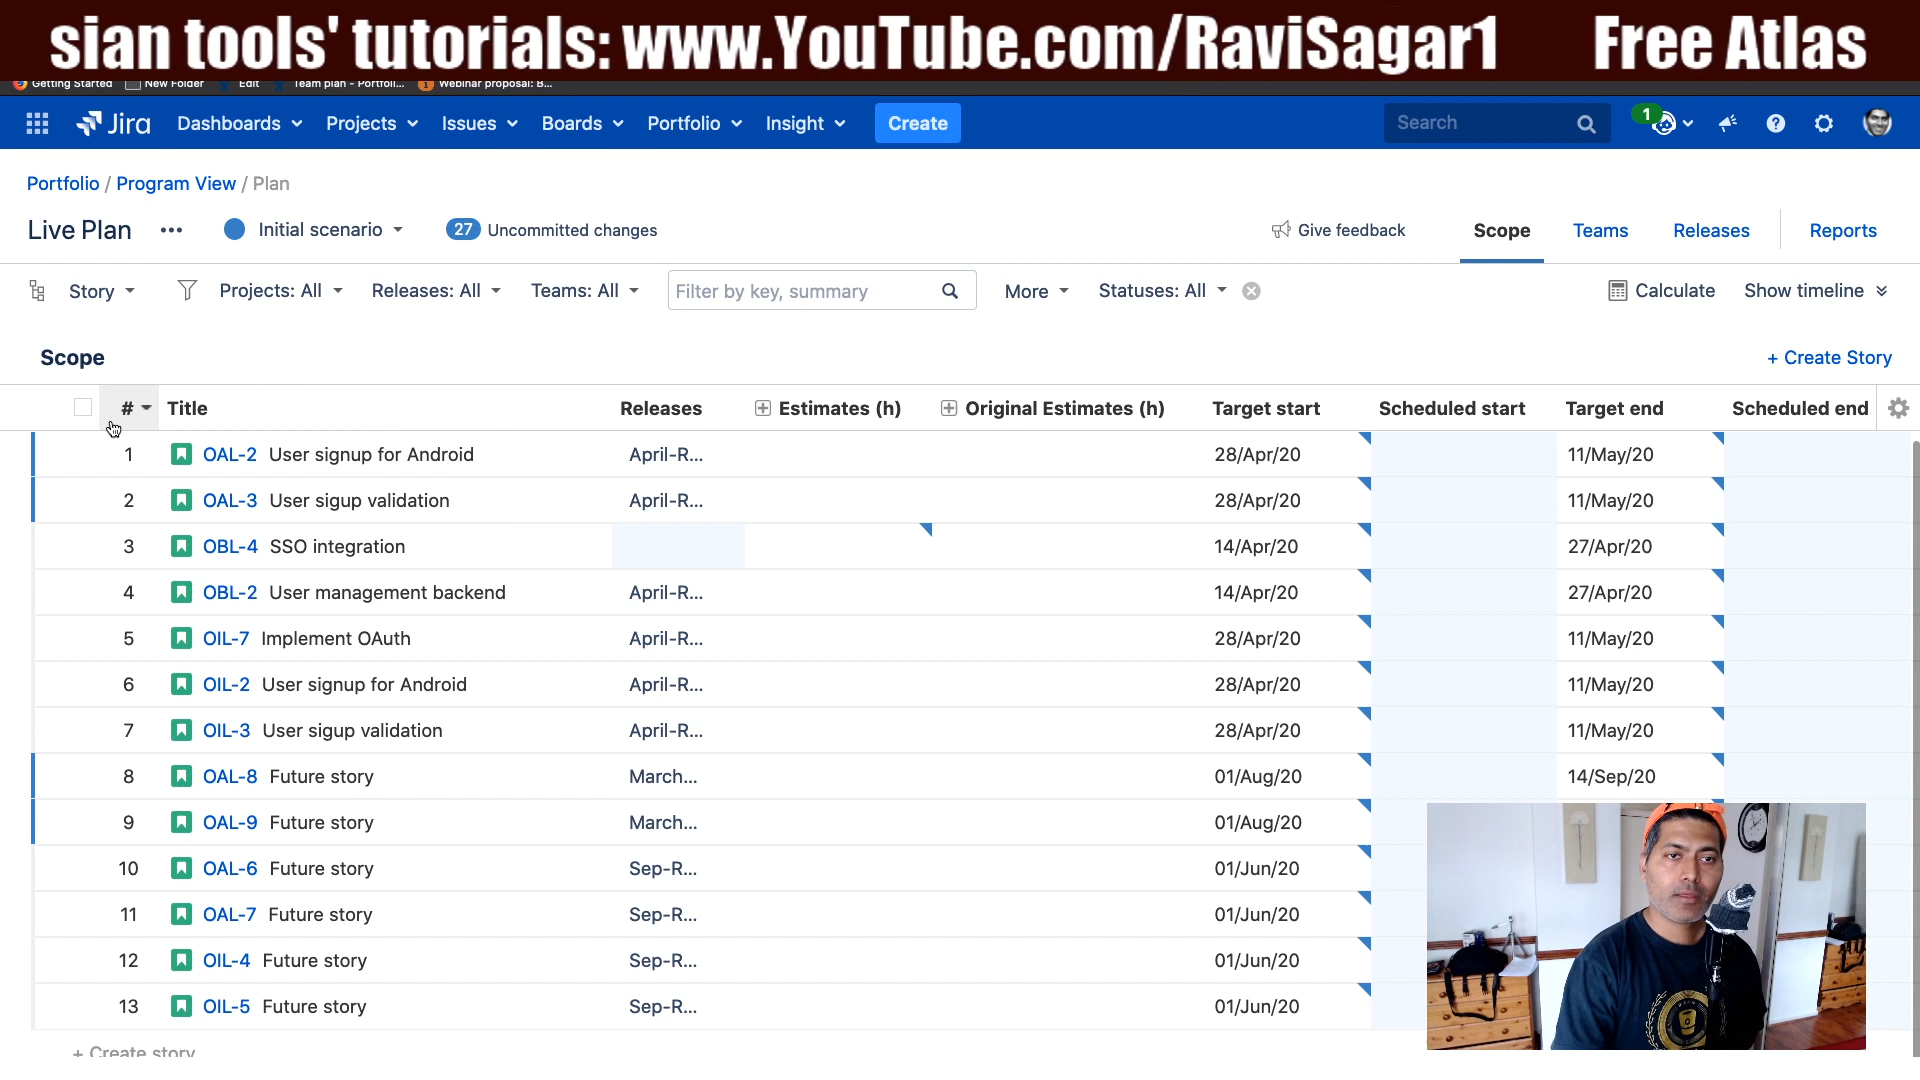 sian tools' tutorials: www.YouTube.com/RaviSagar1 Free Atlas
Getting Started New Folder Edit Team plan - Portfoli... Webinar proposal: B...
Jira Dashboards Projects Issues Boards Portfolio Insight Create Search 1
Portfolio / Program View / Plan
Live Plan ••• Initial scenario 27 Uncommitted changes Give feedback Scope Teams Releases Reports
Story Projects: All Releases: All Teams: All Filter by key, summary More Statuses: All Calculate Show timeline
Scope + Create Story
# Title Releases Estimates (h) Original Estimates (h) Target start Scheduled start Target end Scheduled end
1 OAL-2 User signup for Android April-R... 28/Apr/20 11/May/20
2 OAL-3 User sigup validation April-R... 28/Apr/20 11/May/20
3 OBL-4 SSO integration 14/Apr/20 27/Apr/20
4 OBL-2 User management backend April-R... 14/Apr/20 27/Apr/20
5 OIL-7 Implement OAuth April-R... 28/Apr/20 11/May/20
6 OIL-2 User signup for Android April-R... 28/Apr/20 11/May/20
7 OIL-3 User sigup validation April-R... 28/Apr/20 11/May/20
8 OAL-8 Future story March... 01/Aug/20 14/Sep/20
9 OAL-9 Future story March... 01/Aug/20
10 OAL-6 Future story Sep-R... 01/Jun/20
11 OAL-7 Future story Sep-R... 01/Jun/20
12 OIL-4 Future story Sep-R... 01/Jun/20
13 OIL-5 Future story Sep-R... 01/Jun/20
+ Create story